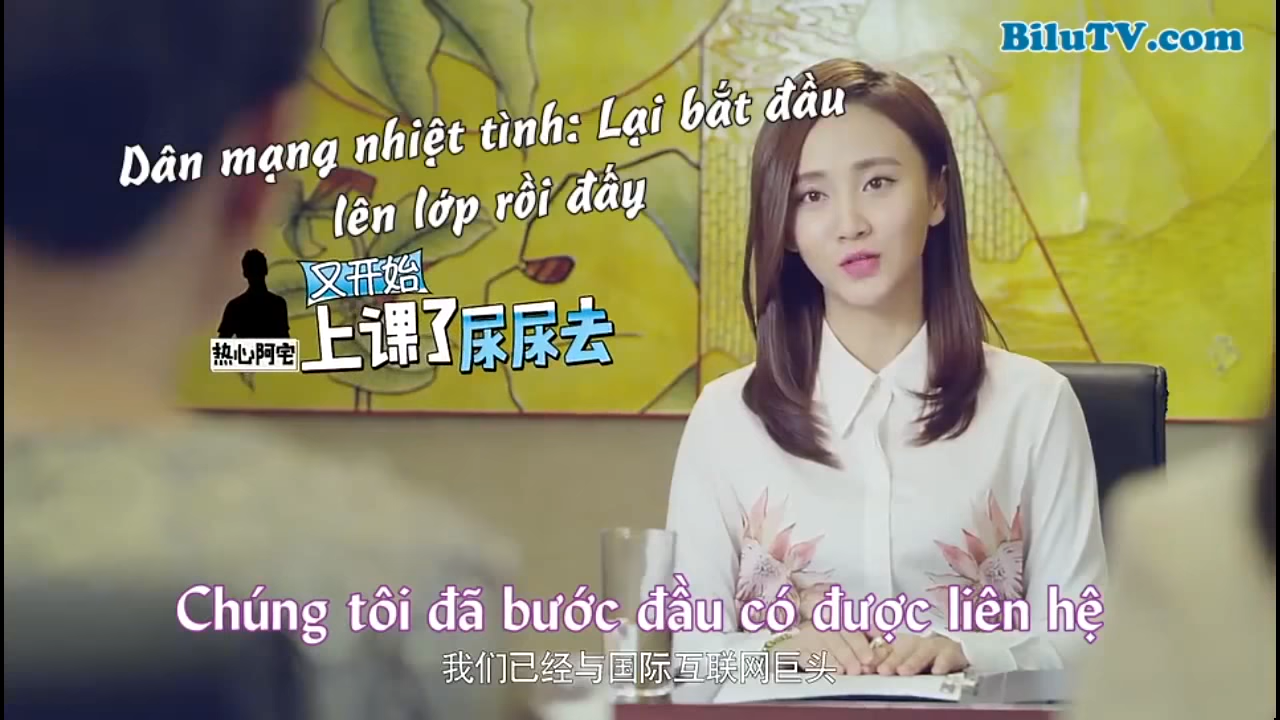 BiluTV.com
Dân mạng nhiệt tình: Lại bắt đầu
lên lớp rồi đấy
又开始
热心阿宅
上课了尿尿去
Chúng tôi đã bước đầu có được liên hệ
我们已经与国际互联网巨头